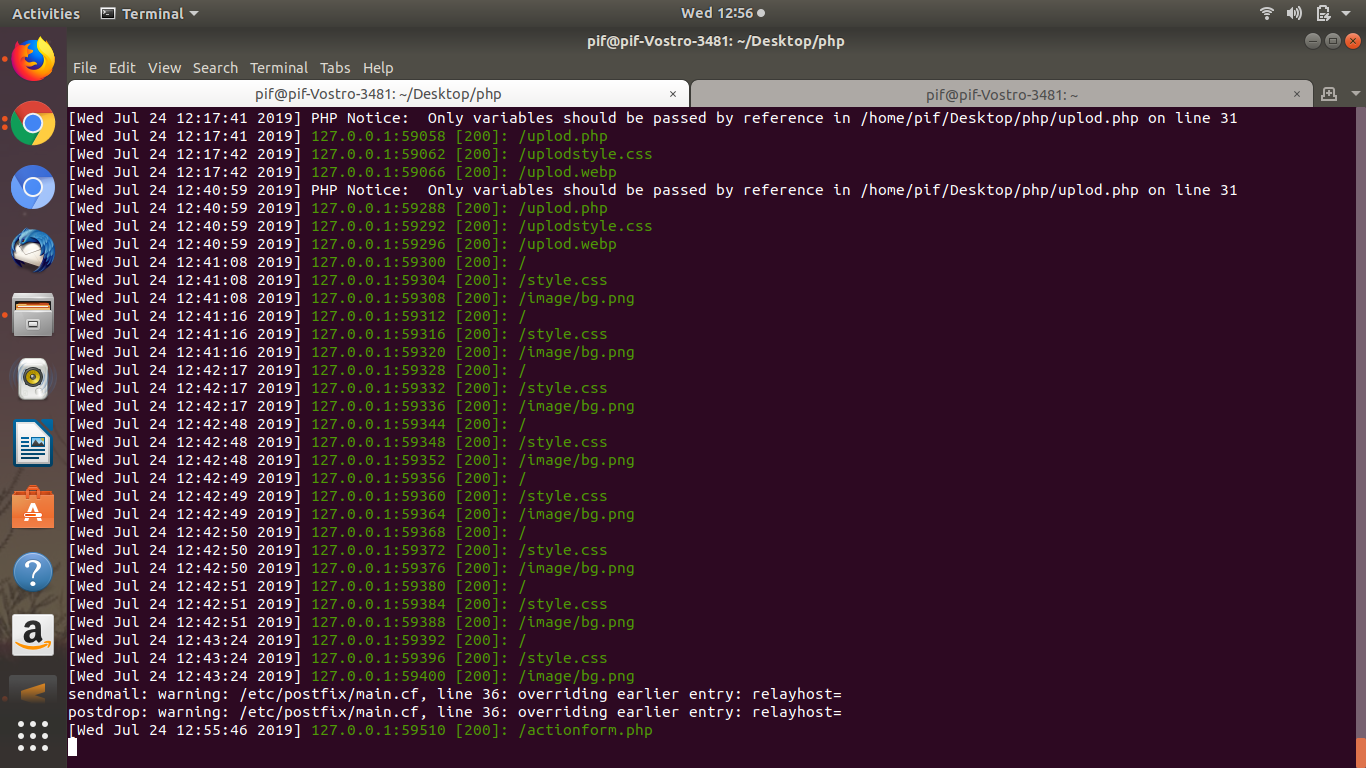 Activities Terminal Wed 12:56
pif@pif-Vostro-3481: ~/Desktop/php
File Edit View Search Terminal Tabs Help
pif@pif-Vostro-3481: ~/Desktop/php × pif@pif-Vostro-3481: ~ ×
[Wed Jul 24 12:17:41 2019] PHP Notice:  Only variables should be passed by reference in /home/pif/Desktop/php/uplod.php on line 31
[Wed Jul 24 12:17:41 2019] 127.0.0.1:59058 [200]: /uplod.php
[Wed Jul 24 12:17:42 2019] 127.0.0.1:59062 [200]: /uplodstyle.css
[Wed Jul 24 12:17:42 2019] 127.0.0.1:59066 [200]: /uplod.webp
[Wed Jul 24 12:40:59 2019] PHP Notice:  Only variables should be passed by reference in /home/pif/Desktop/php/uplod.php on line 31
[Wed Jul 24 12:40:59 2019] 127.0.0.1:59288 [200]: /uplod.php
[Wed Jul 24 12:40:59 2019] 127.0.0.1:59292 [200]: /uplodstyle.css
[Wed Jul 24 12:40:59 2019] 127.0.0.1:59296 [200]: /uplod.webp
[Wed Jul 24 12:41:08 2019] 127.0.0.1:59300 [200]: /
[Wed Jul 24 12:41:08 2019] 127.0.0.1:59304 [200]: /style.css
[Wed Jul 24 12:41:08 2019] 127.0.0.1:59308 [200]: /image/bg.png
[Wed Jul 24 12:41:16 2019] 127.0.0.1:59312 [200]: /
[Wed Jul 24 12:41:16 2019] 127.0.0.1:59316 [200]: /style.css
[Wed Jul 24 12:41:16 2019] 127.0.0.1:59320 [200]: /image/bg.png
[Wed Jul 24 12:42:17 2019] 127.0.0.1:59328 [200]: /
[Wed Jul 24 12:42:17 2019] 127.0.0.1:59332 [200]: /style.css
[Wed Jul 24 12:42:17 2019] 127.0.0.1:59336 [200]: /image/bg.png
[Wed Jul 24 12:42:48 2019] 127.0.0.1:59344 [200]: /
[Wed Jul 24 12:42:48 2019] 127.0.0.1:59348 [200]: /style.css
[Wed Jul 24 12:42:48 2019] 127.0.0.1:59352 [200]: /image/bg.png
[Wed Jul 24 12:42:49 2019] 127.0.0.1:59356 [200]: /
[Wed Jul 24 12:42:49 2019] 127.0.0.1:59360 [200]: /style.css
[Wed Jul 24 12:42:49 2019] 127.0.0.1:59364 [200]: /image/bg.png
[Wed Jul 24 12:42:50 2019] 127.0.0.1:59368 [200]: /
[Wed Jul 24 12:42:50 2019] 127.0.0.1:59372 [200]: /style.css
[Wed Jul 24 12:42:50 2019] 127.0.0.1:59376 [200]: /image/bg.png
[Wed Jul 24 12:42:51 2019] 127.0.0.1:59380 [200]: /
[Wed Jul 24 12:42:51 2019] 127.0.0.1:59384 [200]: /style.css
[Wed Jul 24 12:42:51 2019] 127.0.0.1:59388 [200]: /image/bg.png
[Wed Jul 24 12:43:24 2019] 127.0.0.1:59392 [200]: /
[Wed Jul 24 12:43:24 2019] 127.0.0.1:59396 [200]: /style.css
[Wed Jul 24 12:43:24 2019] 127.0.0.1:59400 [200]: /image/bg.png
sendmail: warning: /etc/postfix/main.cf, line 36: overriding earlier entry: relayhost=
postdrop: warning: /etc/postfix/main.cf, line 36: overriding earlier entry: relayhost=
[Wed Jul 24 12:55:46 2019] 127.0.0.1:59510 [200]: /actionform.php